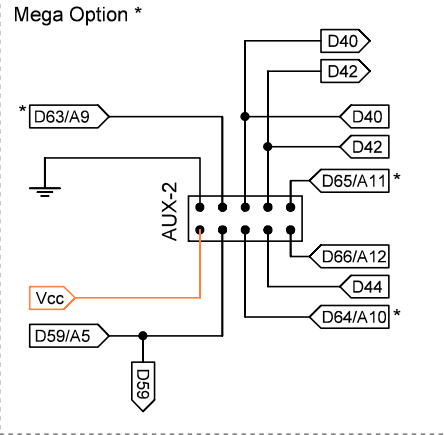 Mega Option *
D40
D42
* D63/A9
D40
D42
D65/A11 *
AUX-2
D66/A12
Vcc
D44
D64/A10 *
D59/A5
D59